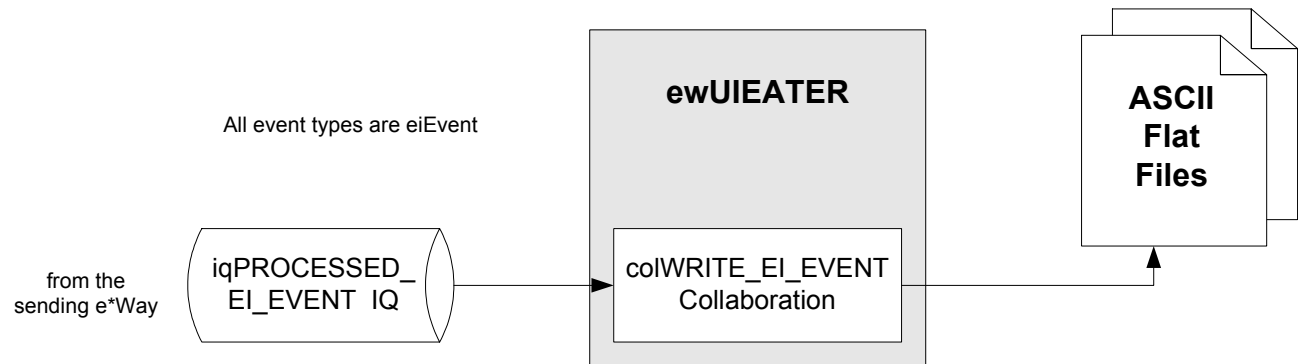 ewUIEATER
ASCII
Flat
Files
All event types are eiEvent
from the
sending e*Way
iqPROCESSED_
EI_EVENT IQ
colWRITE_EI_EVENT
Collaboration